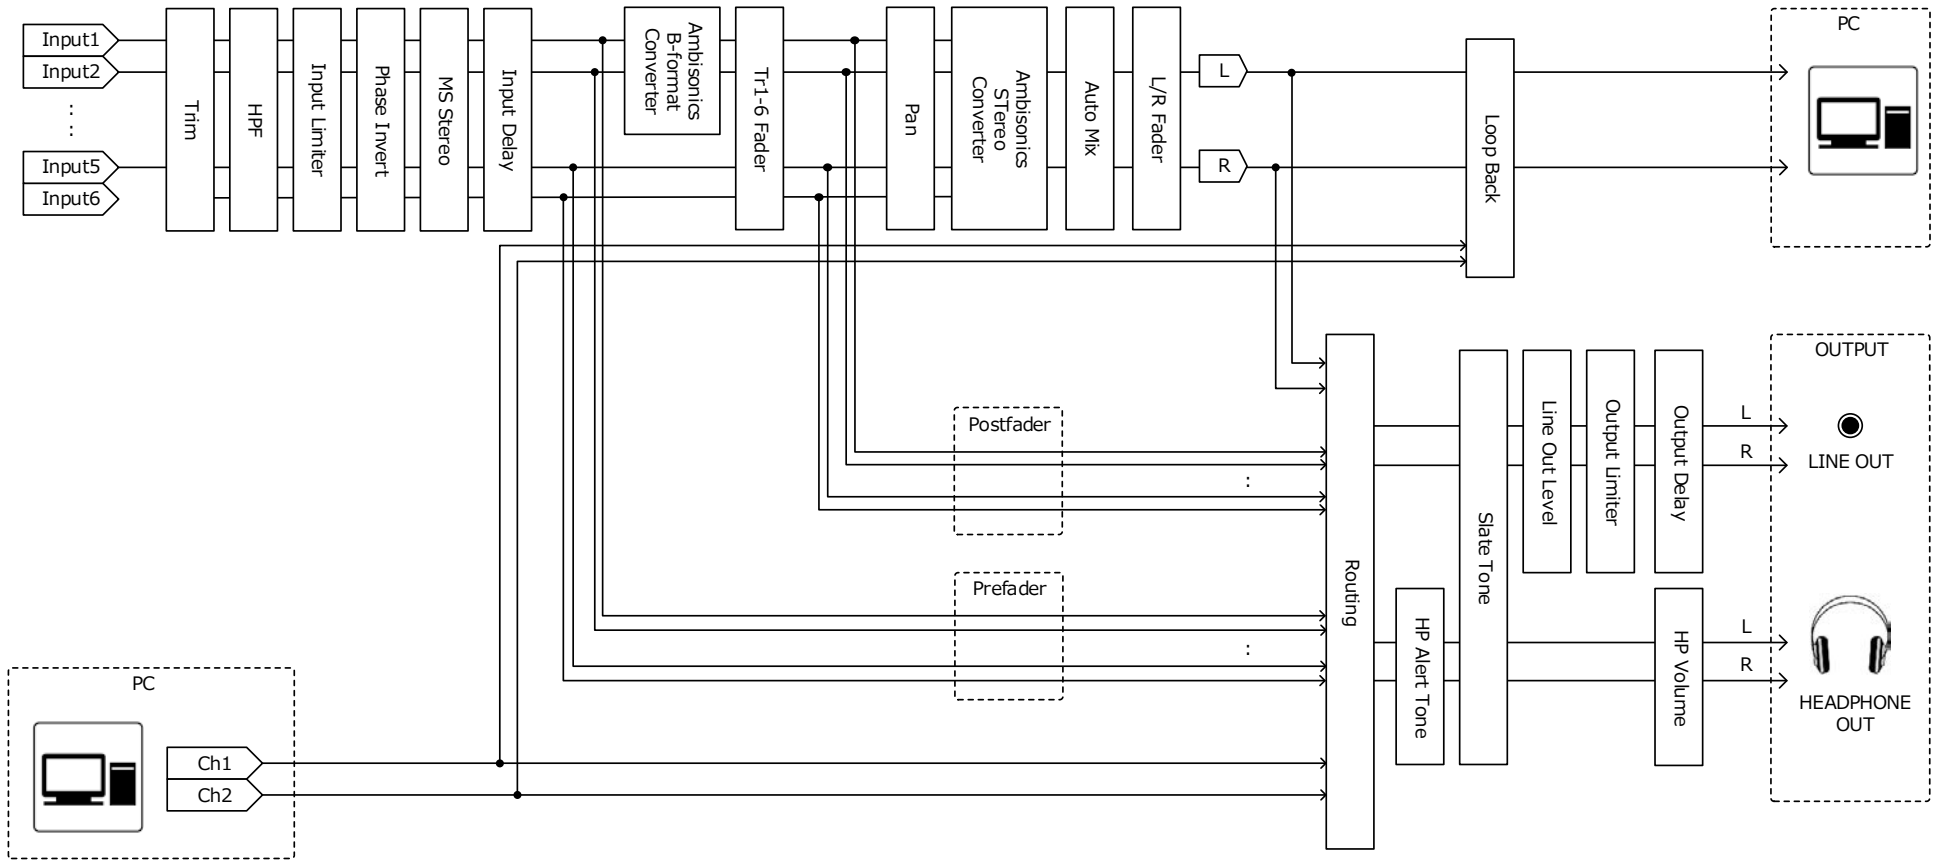 Input1
Input2
:
:
Input5
Input6
Trim
HPF
Input Limiter
Phase Invert
MS Stereo
Input Delay
Ambisonics
B-format
Converter
Tr1-6 Fader
Pan
Ambisonics
STereo
Converter
Auto Mix
L/R Fader
L
R
Loop Back
PC
Postfader
:
Prefader
:
Routing
HP Alert Tone
Slate Tone
Line Out Level
Output Limiter
Output Delay
HP Volume
L
R
L
R
OUTPUT
LINE OUT
HEADPHONE
OUT
PC
Ch1
Ch2